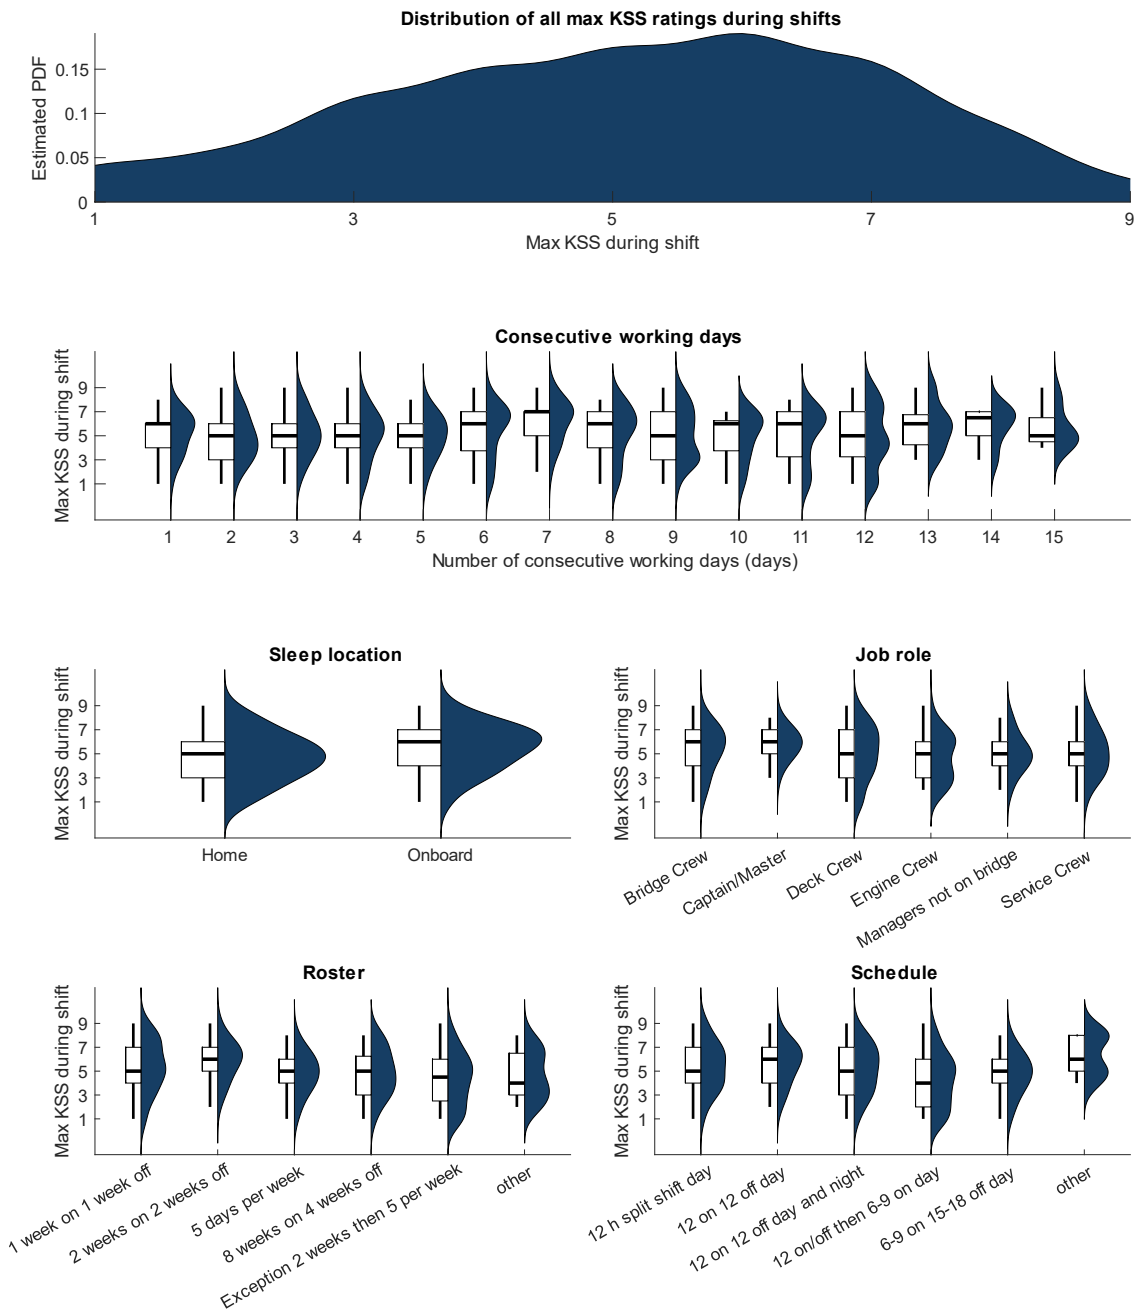 Distribution of all max KSS ratings during shifts
Estimated PDF
0.15
0.1
0.05
0
1 3 5 7 9
Max KSS during shift
Consecutive working days
Max KSS during shift
9
7
5
3
1
1 2 3 4 5 6 7 8 9 10 11 12 13 14 15
Number of consecutive working days (days)
Sleep location
Max KSS during shift
9
7
5
3
1
Home Onboard
Job role
Max KSS during shift
9
7
5
3
1
Bridge Crew
Captain/Master
Deck Crew
Engine Crew
Managers not on bridge
Service Crew
Roster
Max KSS during shift
9
7
5
3
1
1 week on 1 week off
2 weeks on 2 weeks off
5 days per week
8 weeks on 4 weeks off
Exception 2 weeks then 5 per week
other
Schedule
Max KSS during shift
9
7
5
3
1
12 h split shift day
12 on 12 off day
12 on 12 off day and night
12 on/off then 6-9 on day
6-9 on 15-18 off day
other